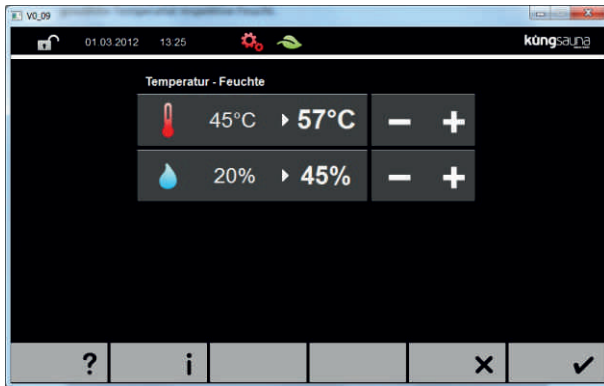 V0_09
01.03.2012 13:25 küngsauna
Temperatur - Feuchte
45°C 57°C − +
20% 45% − +
? i